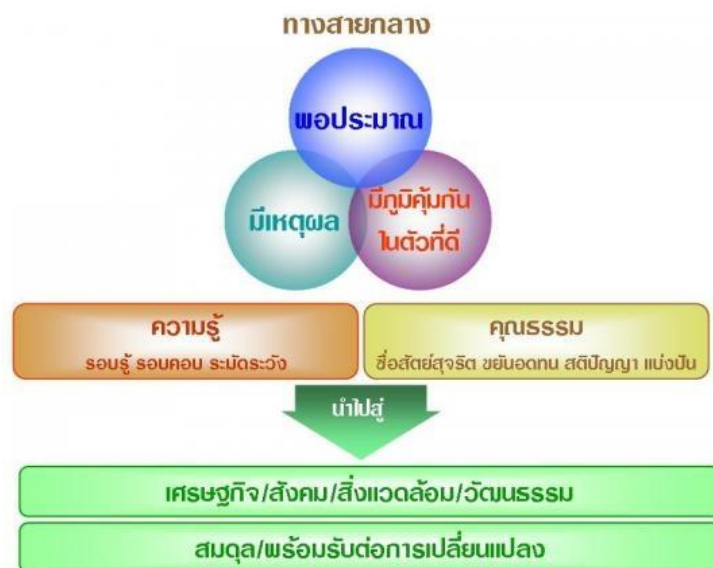 ทางสายกลาง
พอประมาณ
มีเหตุผล
มีภูมิคุ้มกัน
ในตัวที่ดี
ความรู้
รอบรู้ รอบคอบ ระมัดระวัง
คุณธรรม
ซื่อสัตย์สุจริต ขยันอดทน สติปัญญา แบ่งปัน
นำไปสู่
เศรษฐกิจ/สังคม/สิ่งแวดล้อม/วัฒนธรรม
สมดุล/พร้อมรับต่อการเปลี่ยนแปลง